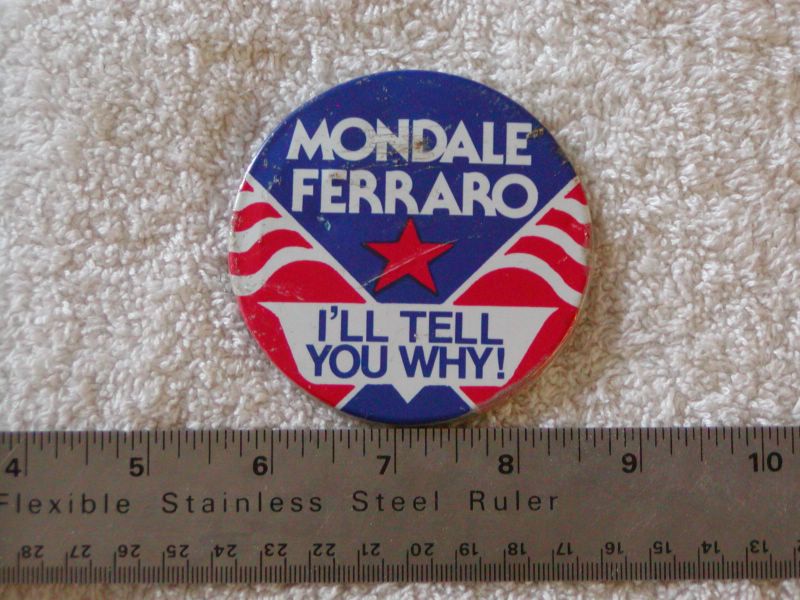 MONDALE
FERRARO
I'LL TELL
YOU WHY!
4 5 6 7 8 9 10
Flexible Stainless Steel Ruler
28 27 26 25 24 23 22 21 20 19 18 17 16 15 14 13